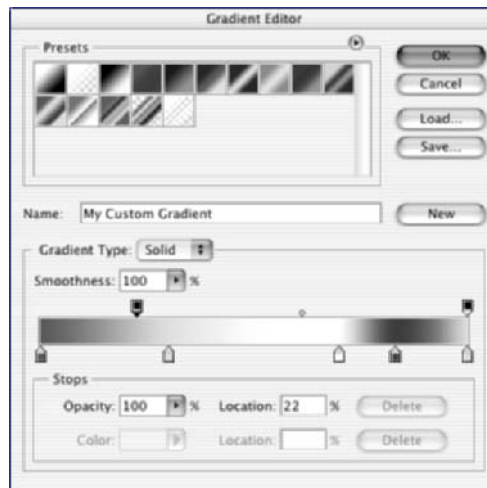 Gradient Editor
Presets
OK
Cancel
Load...
Save...
Name: My Custom Gradient New
Gradient Type: Solid
Smoothness: 100 %
Stops
Opacity: 100 % Location: 22 % Delete
Color: Location: % Delete